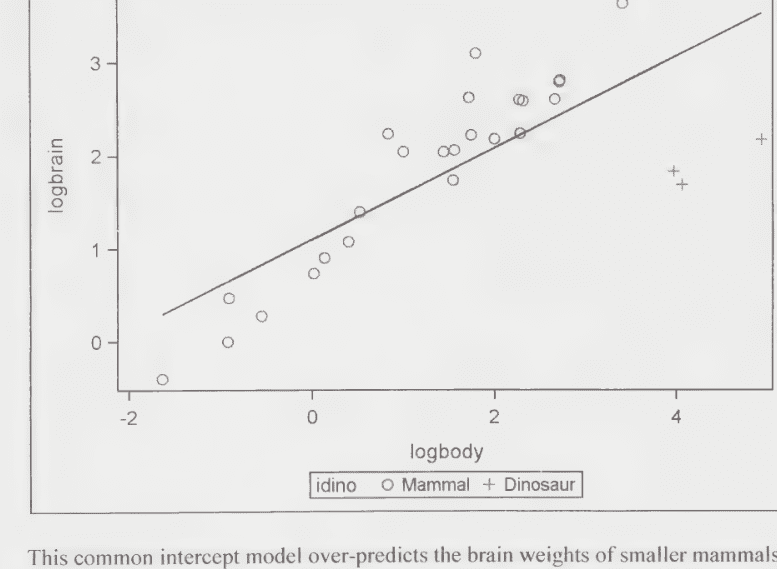 3
2
1
0
logbrain
-2 0 2 4
logbody
idino Mammal Dinosaur
This common intercept model over-predicts the brain weights of smaller mammals